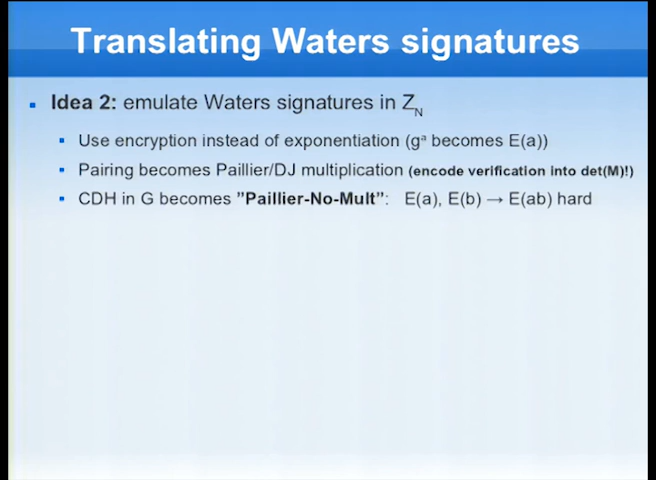 Translating Waters signatures
Idea 2: emulate Waters signatures in Z_N
Use encryption instead of exponentiation (gᵃ becomes E(a))
Pairing becomes Paillier/DJ multiplication (encode verification into det(M)!)
CDH in G becomes ”Paillier-No-Mult”: E(a), E(b) → E(ab) hard